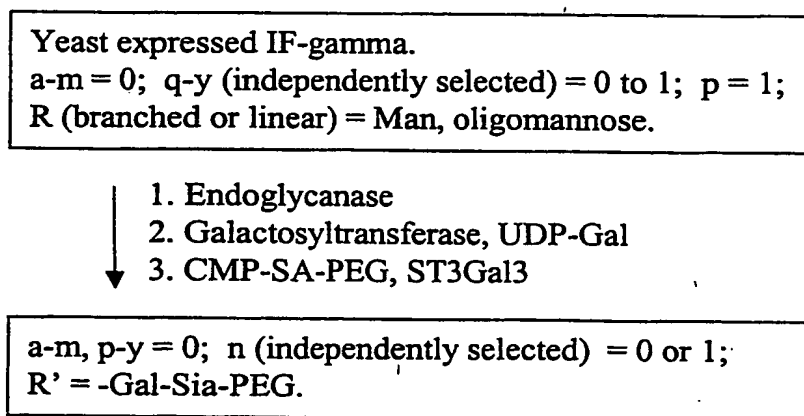 Yeast expressed IF-gamma.
a-m = 0; q-y (independently selected) = 0 to 1; p = 1;
R (branched or linear) = Man, oligomannose.
1. Endoglycanase
2. Galactosyltransferase, UDP-Gal
3. CMP-SA-PEG, ST3Gal3
a-m, p-y = 0; n (independently selected) = 0 or 1;
R' = -Gal-Sia-PEG.